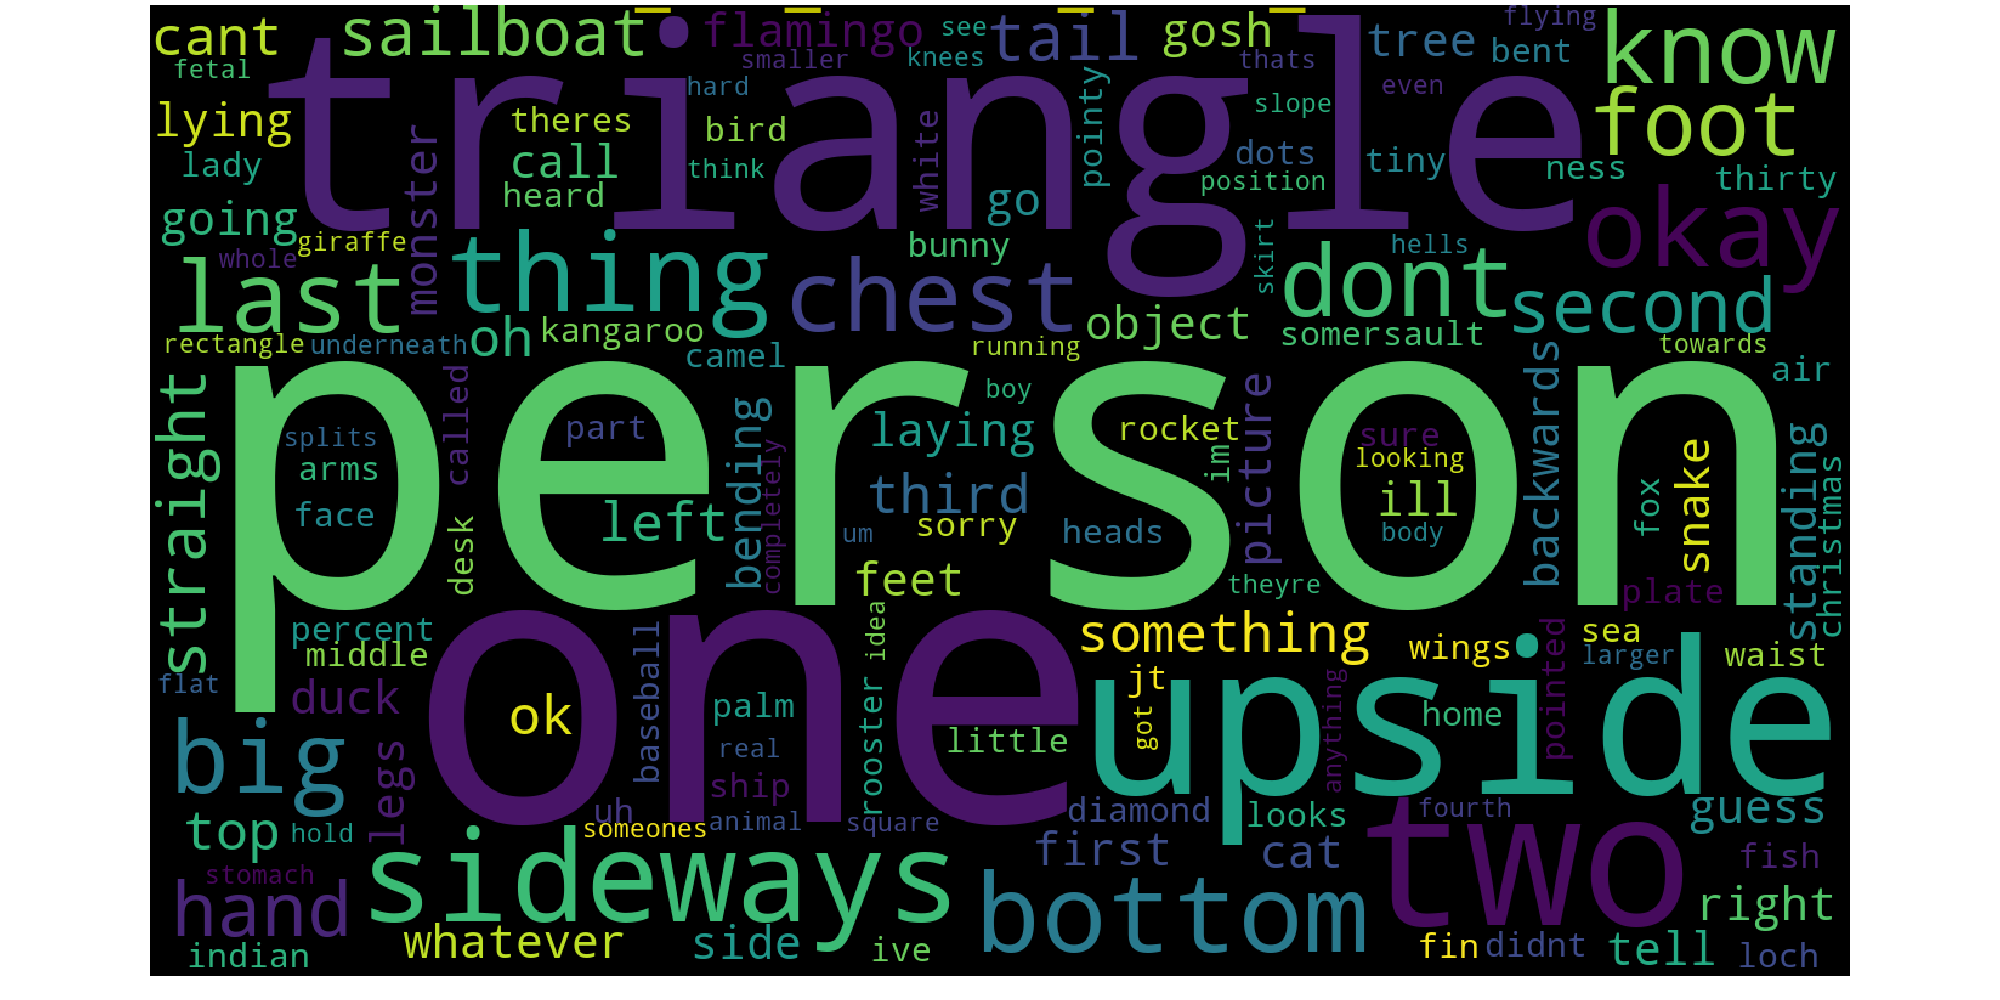 cant sailboat flamingo see tail gosh tree flying know
fetal smaller knees thats bent
triangle
hard even
lying theres bird white pointy slope foot
lady monster call think dots tiny ness thirty
heard go position
going giraffe bunny skirt hells okay
whole
last thing chest dont second
oh kangaroo object somersault
rectangle underneath camel running towards
person
straight called bending boy picture backwards air
splits arms part laying rocket sure standing
looking snake
face left third im ill fox christmas
desk completely um sorry heads body
feet theyre plate
one
percent baseball idea something wings sea
middle larger waist
flat jt upside
duck ok palm rooster got anything home pointed
big legs real little
ship
top hold uh animal square diamond looks fourth guess
someones first cat two fish
stomach
hand sideways bottom right
indian whatever side ive fin didnt tell loch